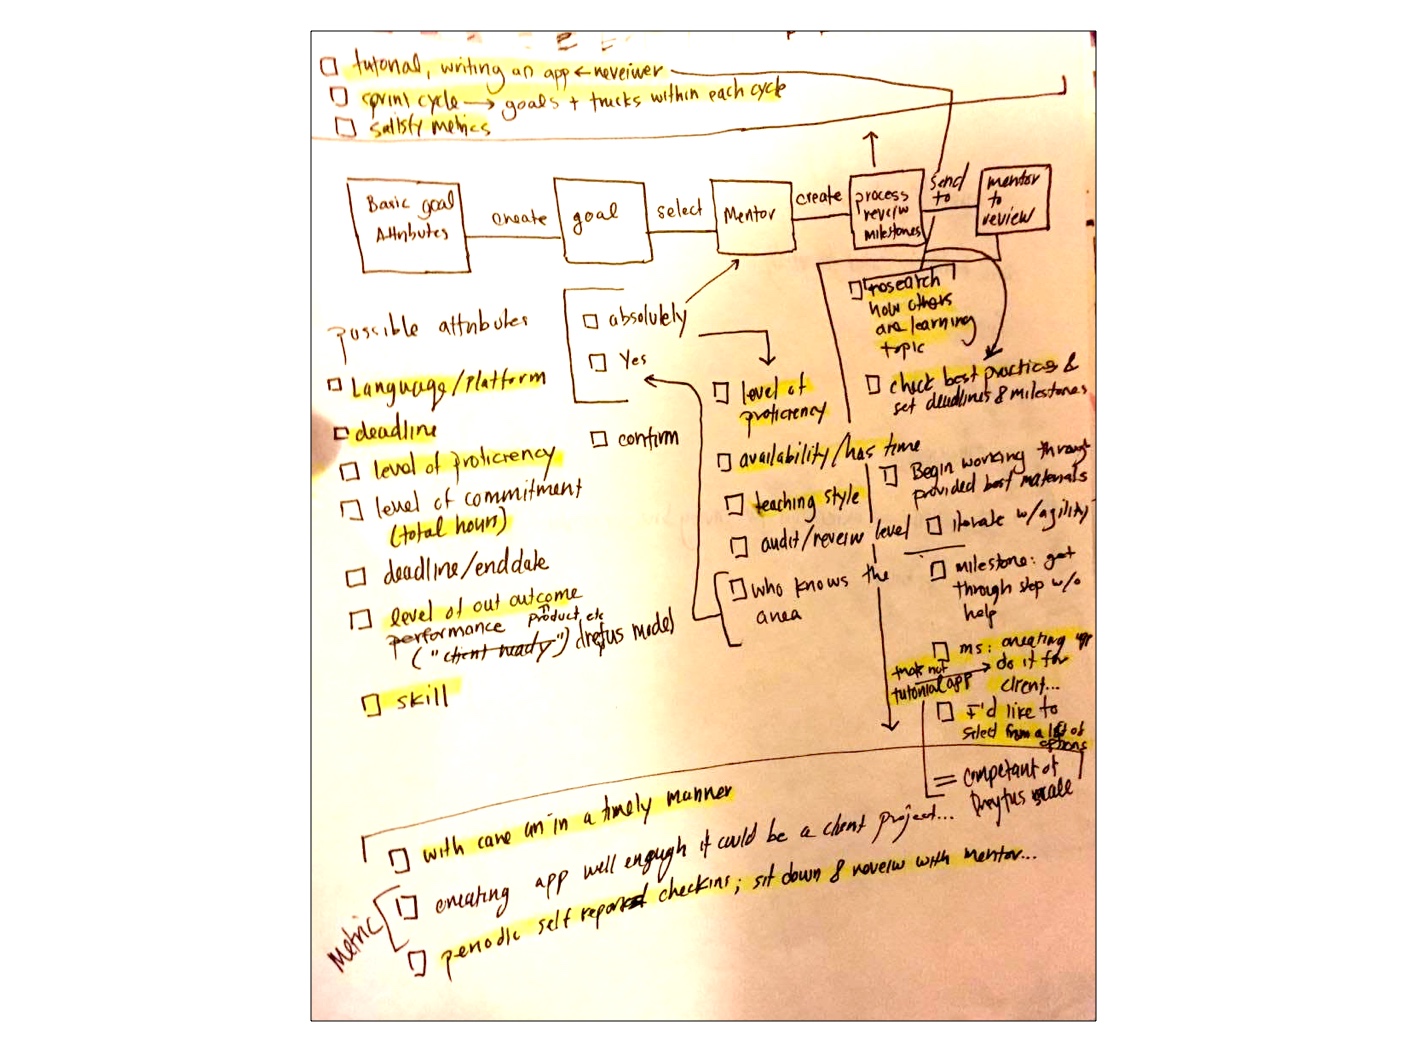 tutorial, writing an app ← reveiwer
sprint cycle → goals + tracks within each cycle
satisfy metrics
Basic goal
Attributes
create
goal
select
Mentor
create
process
review
milestones
send
to
mentor
to
review
possible attributes
Language/Platform
deadline
level of proficiency
level of commitment
(total hours)
deadline/end date
level of out outcome
performance product, etc
("client ready") drefus model
skill
absolutely
Yes
confirm
level of
proficiency
availability/has time
teaching style
audit/review level
who knows the
area
research
how others
are learning
topic
check best practices &
set deadlines & milestones
Begin working through
provided best materials
iterate w/agility
milestone: get
through step w/o
help
ms: creating app
not
tutorial app
do it for
client...
I'd like to
select from a list of
options
= competant of
Dreyfus scale
with care an in a timely manner
Metric
creating app well enough it could be a client project...
periodic self reported checkins; sit down & review with mentor...